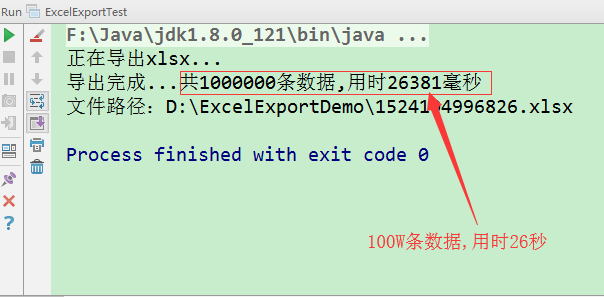 Run ExcelExportTest
F:\Java\jdk1.8.0_121\bin\java ...
正在导出xlsx...
导出完成...共1000000条数据,用时26381毫秒
文件路径：D:\ExcelExportDemo\1524104996826.xlsx
Process finished with exit code 0
100W条数据,用时26秒